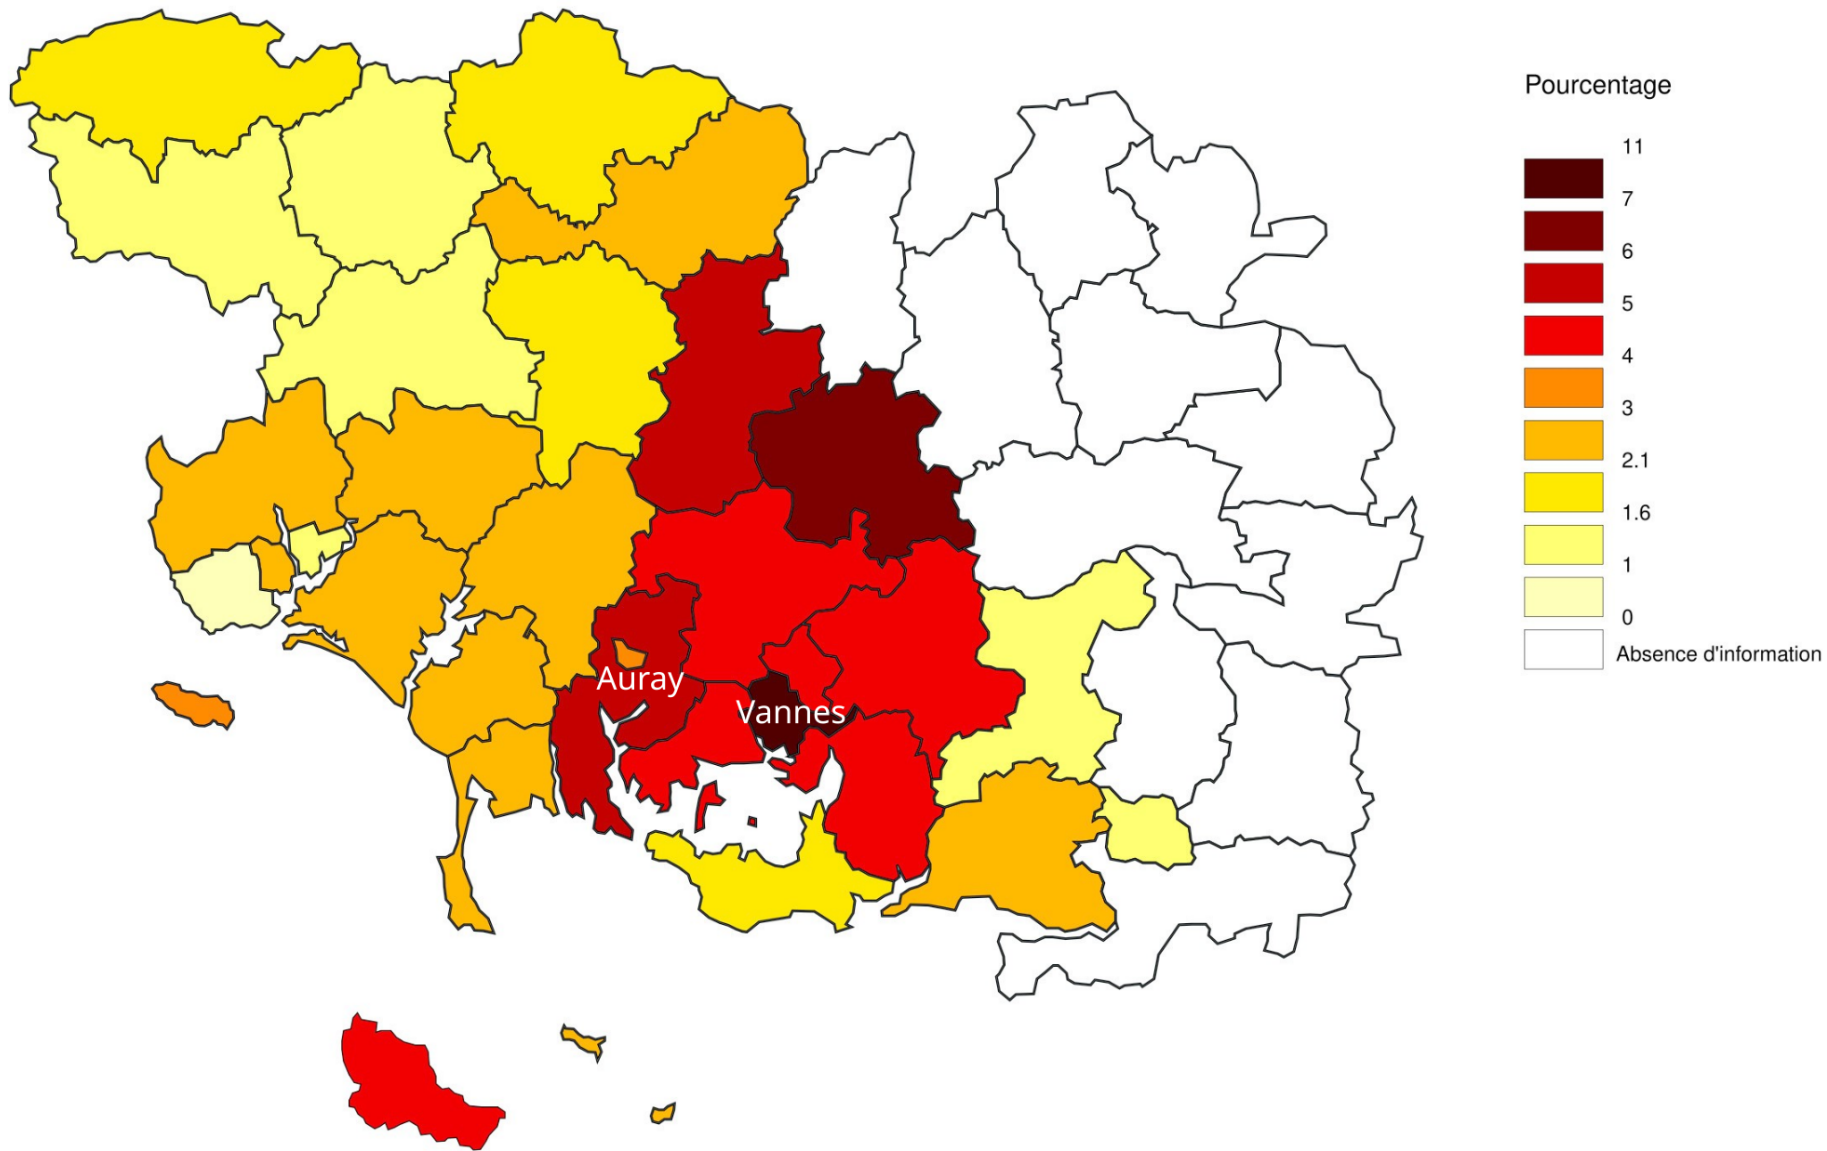 Pourcentage
11
7
6
5
4
3
2.1
1.6
1
0
Absence d'information
Auray
Vannes